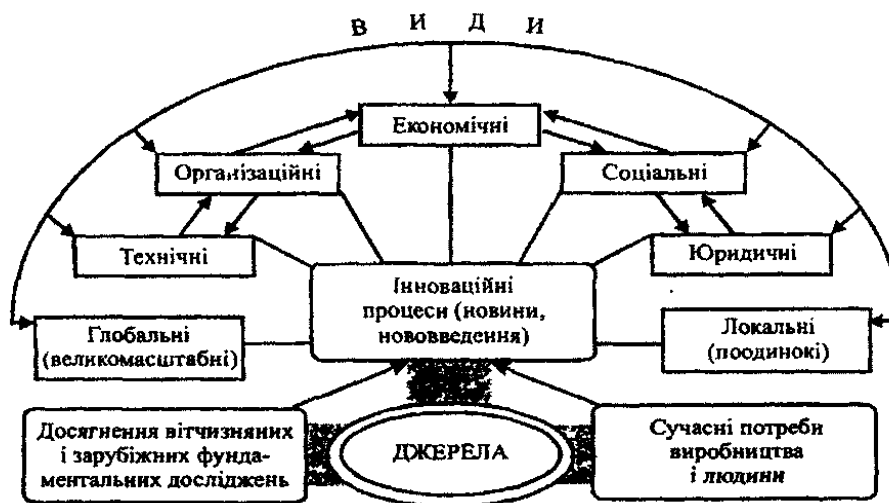 ВИДИ
Економічні
Організаційні
Соціальні
Технічні
Юридичні
Інноваційні
процеси (новини,
нововведення)
Глобальні
(великомасштабні)
Локальні
(поодинокі)
Досягнення вітчизняних
і зарубіжних фунда-
ментальних досліджень
ДЖЕРЕЛА
Сучасні потреби
виробництва
і людини